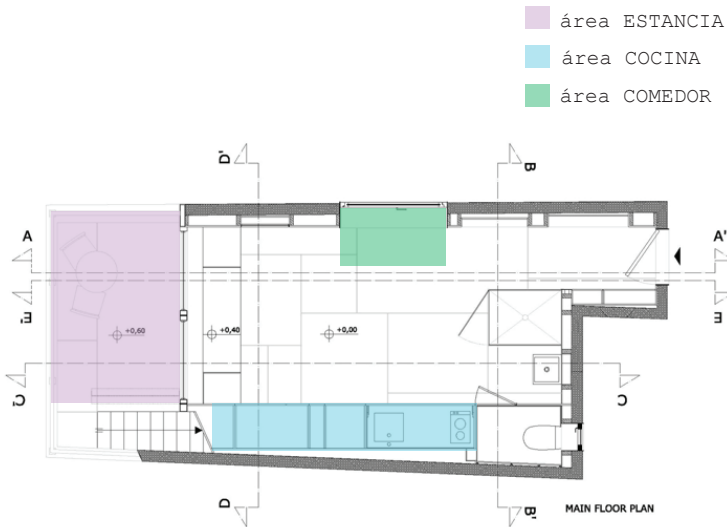 área ESTANCIA
área COCINA
área COMEDOR
D'
B
A
A'
E'
E
+0,60
+0,40
+0,00
C'
C
D
B'
MAIN FLOOR PLAN